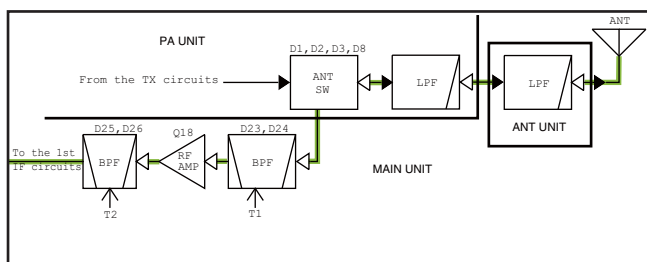 ANT
PA UNIT
D1,D2,D3,D8
From the TX circuits
ANT
SW
LPF
LPF
ANT UNIT
D25,D26
Q18
D23,D24
To the 1st
IF circuits
BPF
RF
AMP
BPF
MAIN UNIT
T2
T1